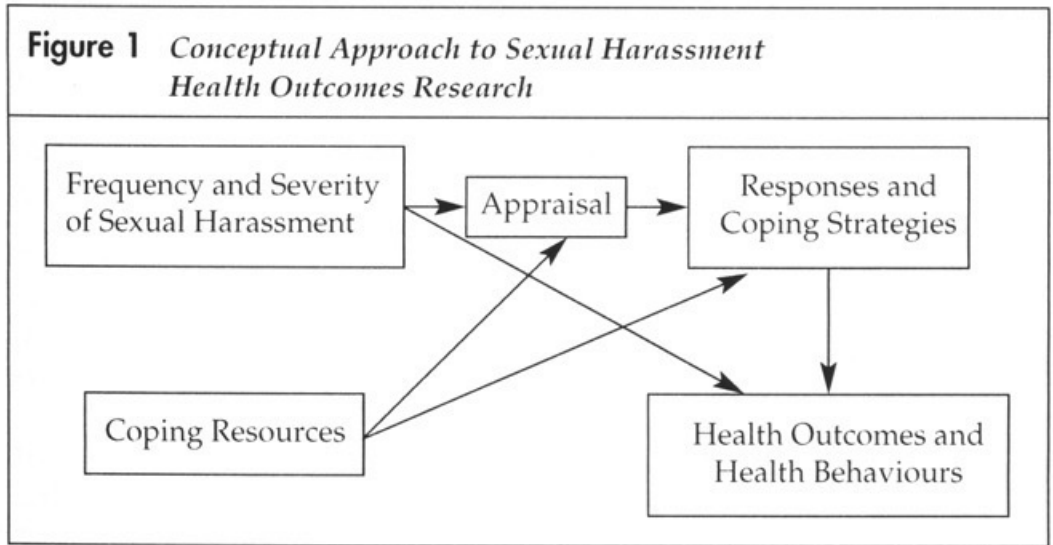 Figure 1 Conceptual Approach to Sexual Harassment
Health Outcomes Research
Frequency and Severity
of Sexual Harassment
Appraisal
Responses and
Coping Strategies
Coping Resources
Health Outcomes and
Health Behaviours